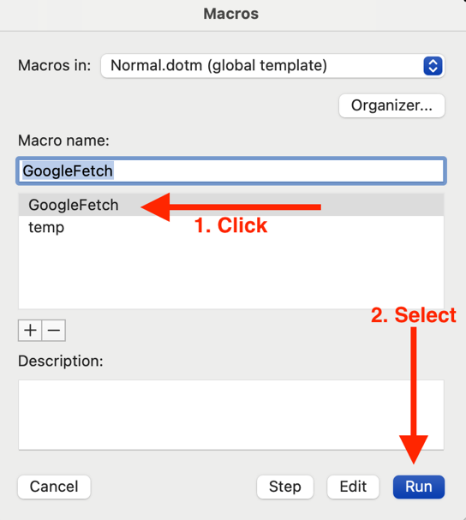 Macros
Macros in: Normal.dotm (global template)
Organizer...
Macro name:
GoogleFetch
GoogleFetch
1. Click
temp
2. Select
+ −
Description:
Cancel Step Edit Run